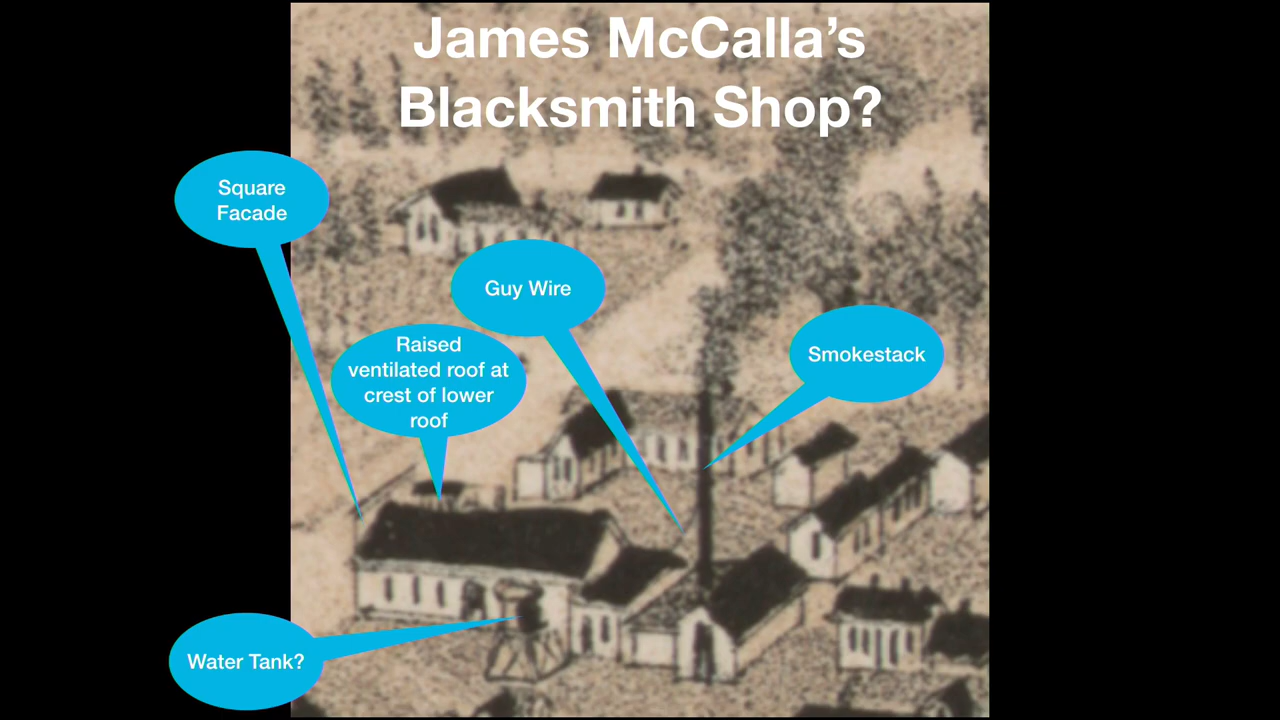 James McCalla’s
Blacksmith Shop?
Square
Facade
Guy Wire
Raised
ventilated roof at
crest of lower
roof
Smokestack
Water Tank?